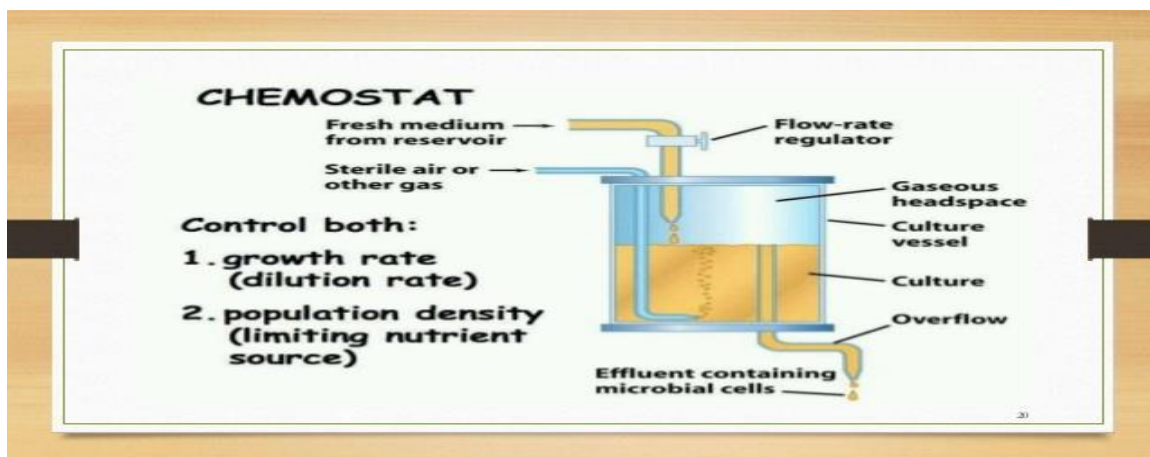 CHEMOSTAT
Fresh medium
from reservoir
Flow-rate
regulator
Sterile air or
other gas
Gaseous
headspace
Culture
vessel
Control both:
1. growth rate
(dilution rate)
2. population density
(limiting nutrient
source)
Culture
Overflow
Effluent containing
microbial cells
20